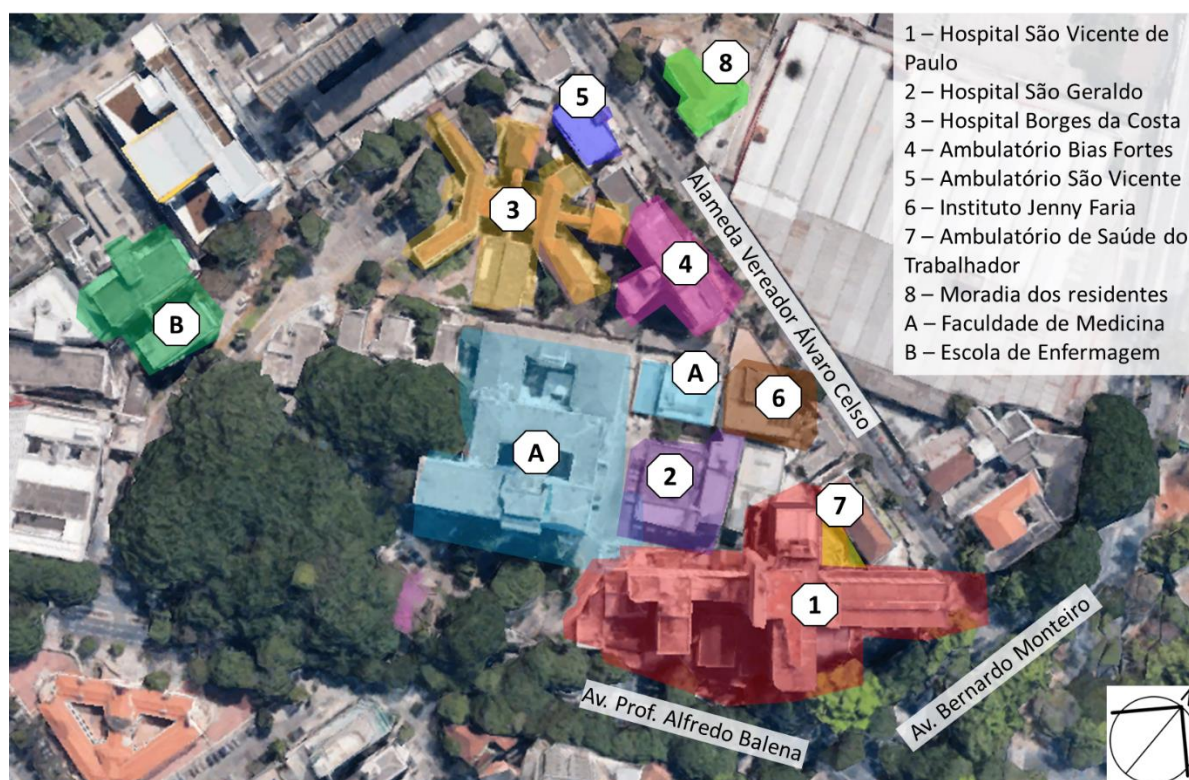 1 – Hospital São Vicente de
Paulo
2 – Hospital São Geraldo
3 – Hospital Borges da Costa
4 – Ambulatório Bias Fortes
5 – Ambulatório São Vicente
6 – Instituto Jenny Faria
7 – Ambulatório de Saúde do
Trabalhador
8 – Moradia dos residentes
A – Faculdade de Medicina
B – Escola de Enfermagem
8
5
3
Alameda Vereador Álvaro Celso
4
B
A
6
A
2
7
1
Av. Prof. Alfredo Balena
Av. Bernardo Monteiro